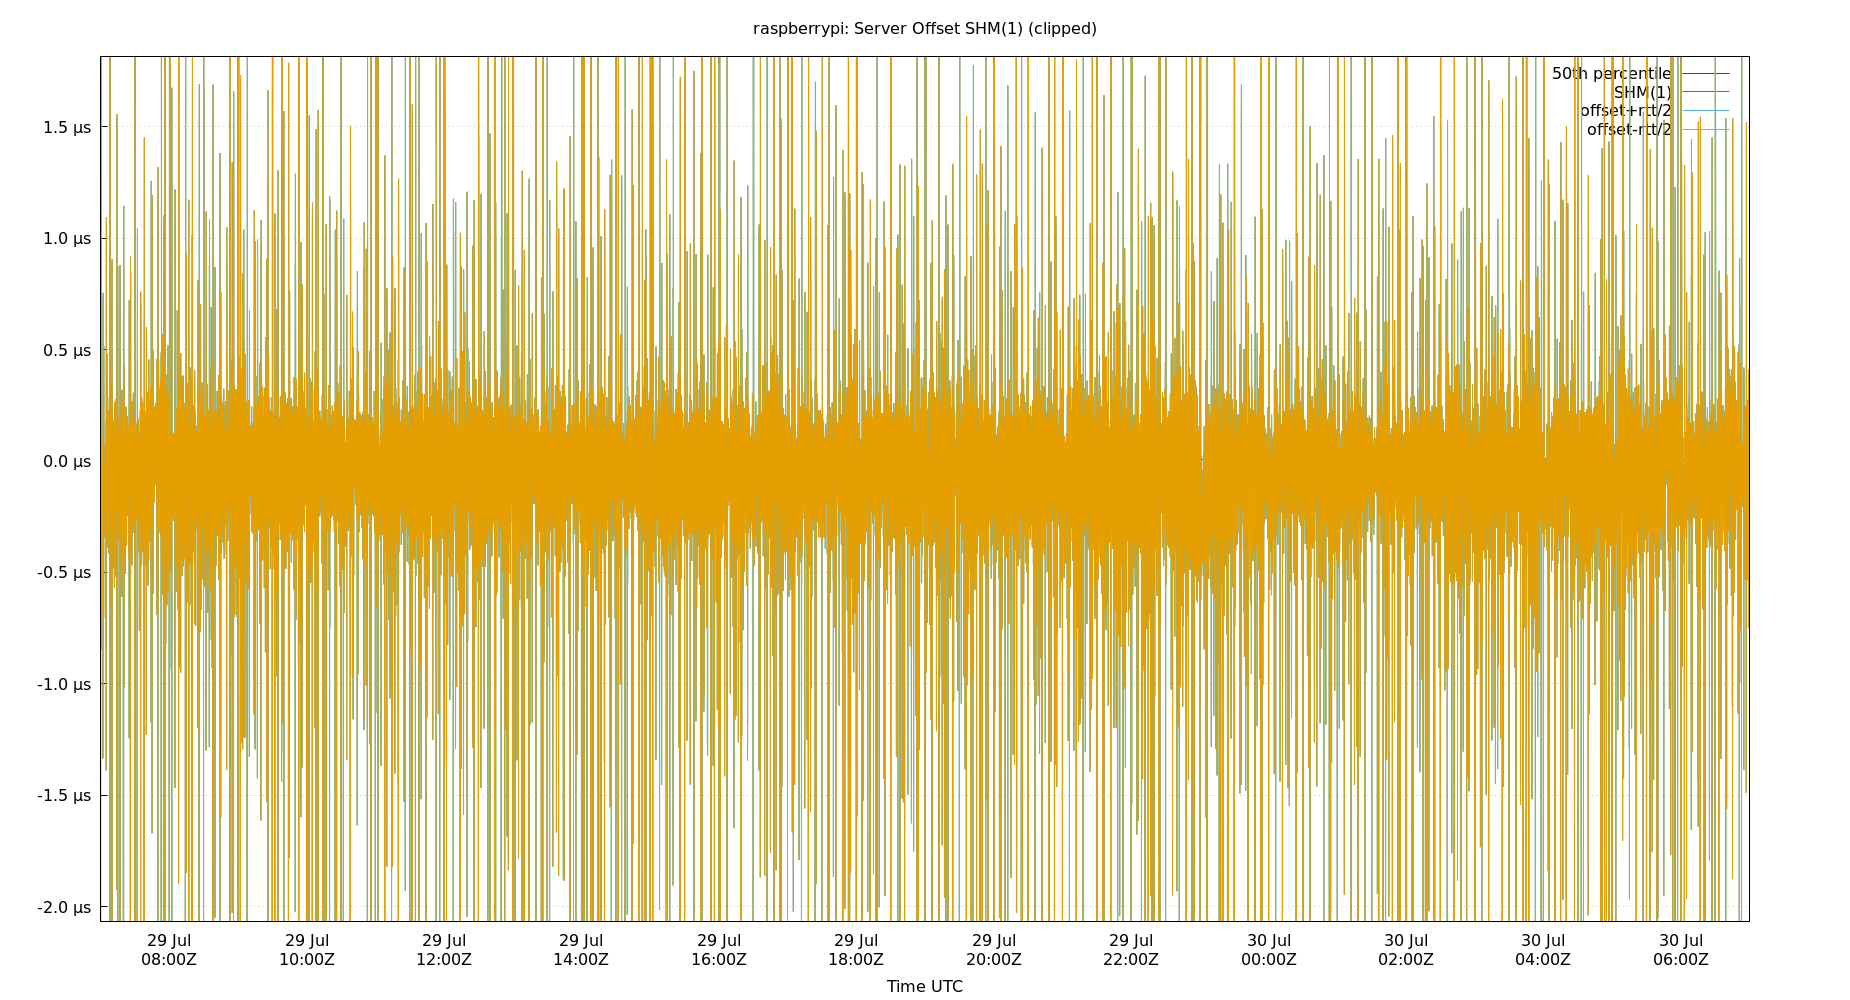 raspberrypi: Server Offset SHM(1) (clipped)
50th percentile
SHM(1)
offset+rtt/2
offset-rtt/2
1.5 µs
1.0 µs
0.5 µs
0.0 µs
-0.5 µs
-1.0 µs
-1.5 µs
-2.0 µs
29 Jul 29 Jul 29 Jul 29 Jul 29 Jul 29 Jul 29 Jul 29 Jul 30 Jul 30 Jul 30 Jul 30 Jul
08:00Z 10:00Z 12:00Z 14:00Z 16:00Z 18:00Z 20:00Z 22:00Z 00:00Z 02:00Z 04:00Z 06:00Z
Time UTC